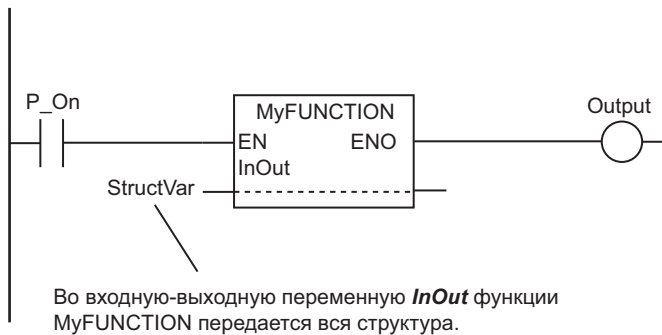 P_On
MyFUNCTION
Output
EN ENO
InOut
StructVar
Во входную-выходную переменную InOut функции
MyFUNCTION передается вся структура.